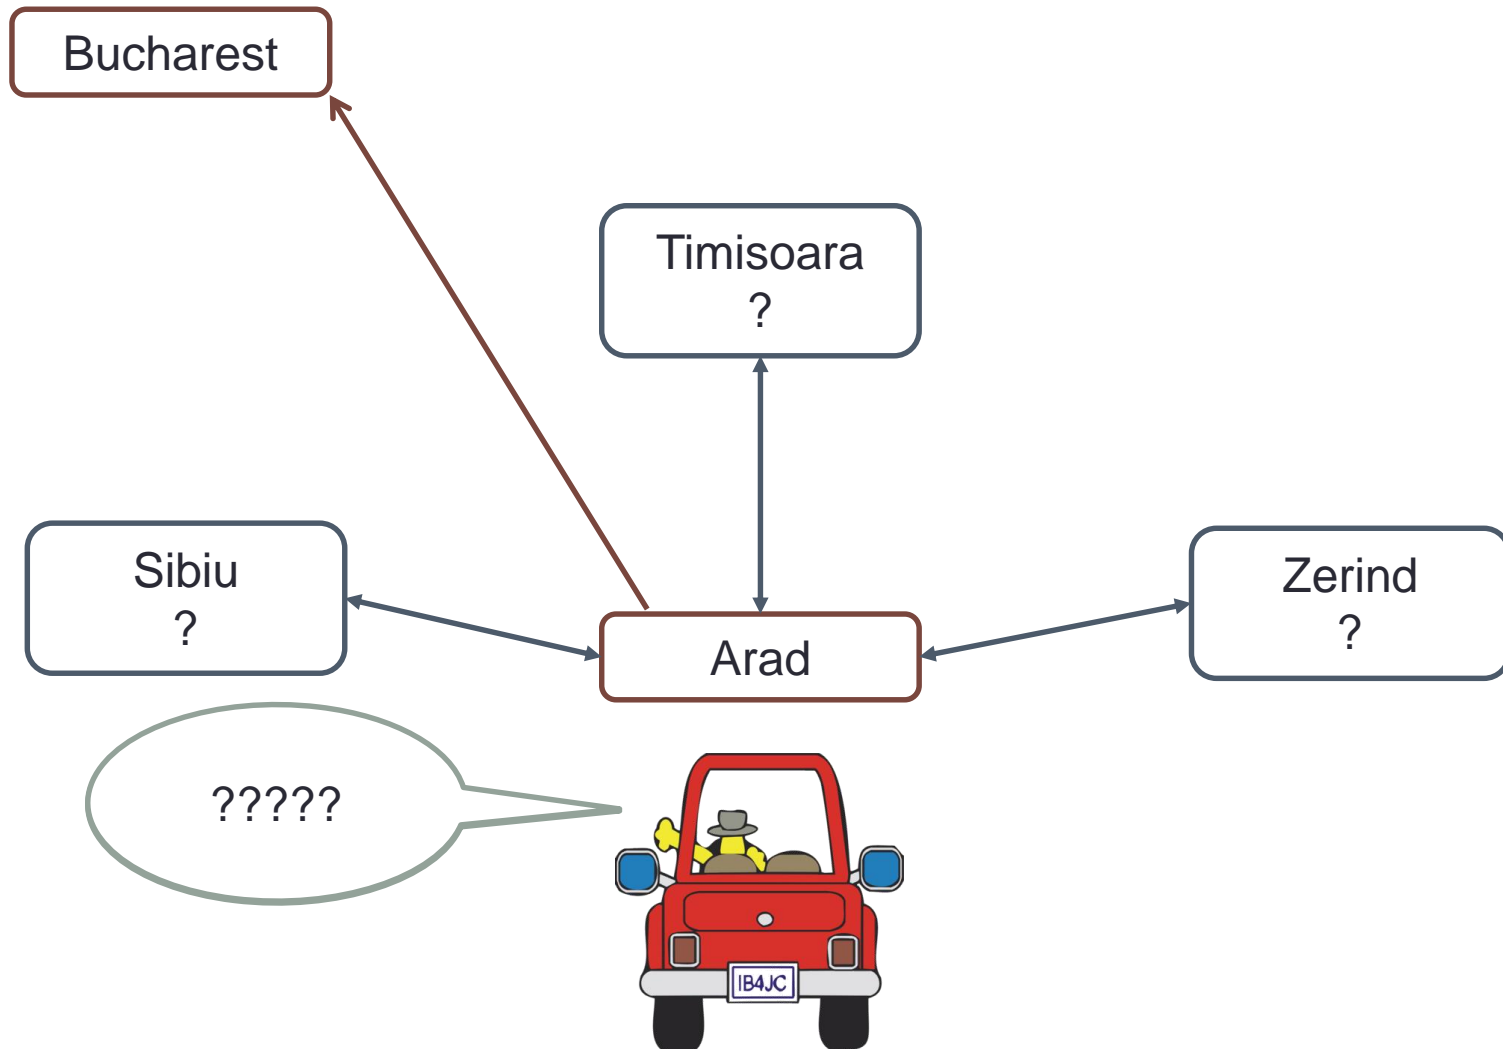 Bucharest
Timisoara
?
Sibiu
?
Zerind
?
Arad
?????
IB4JC